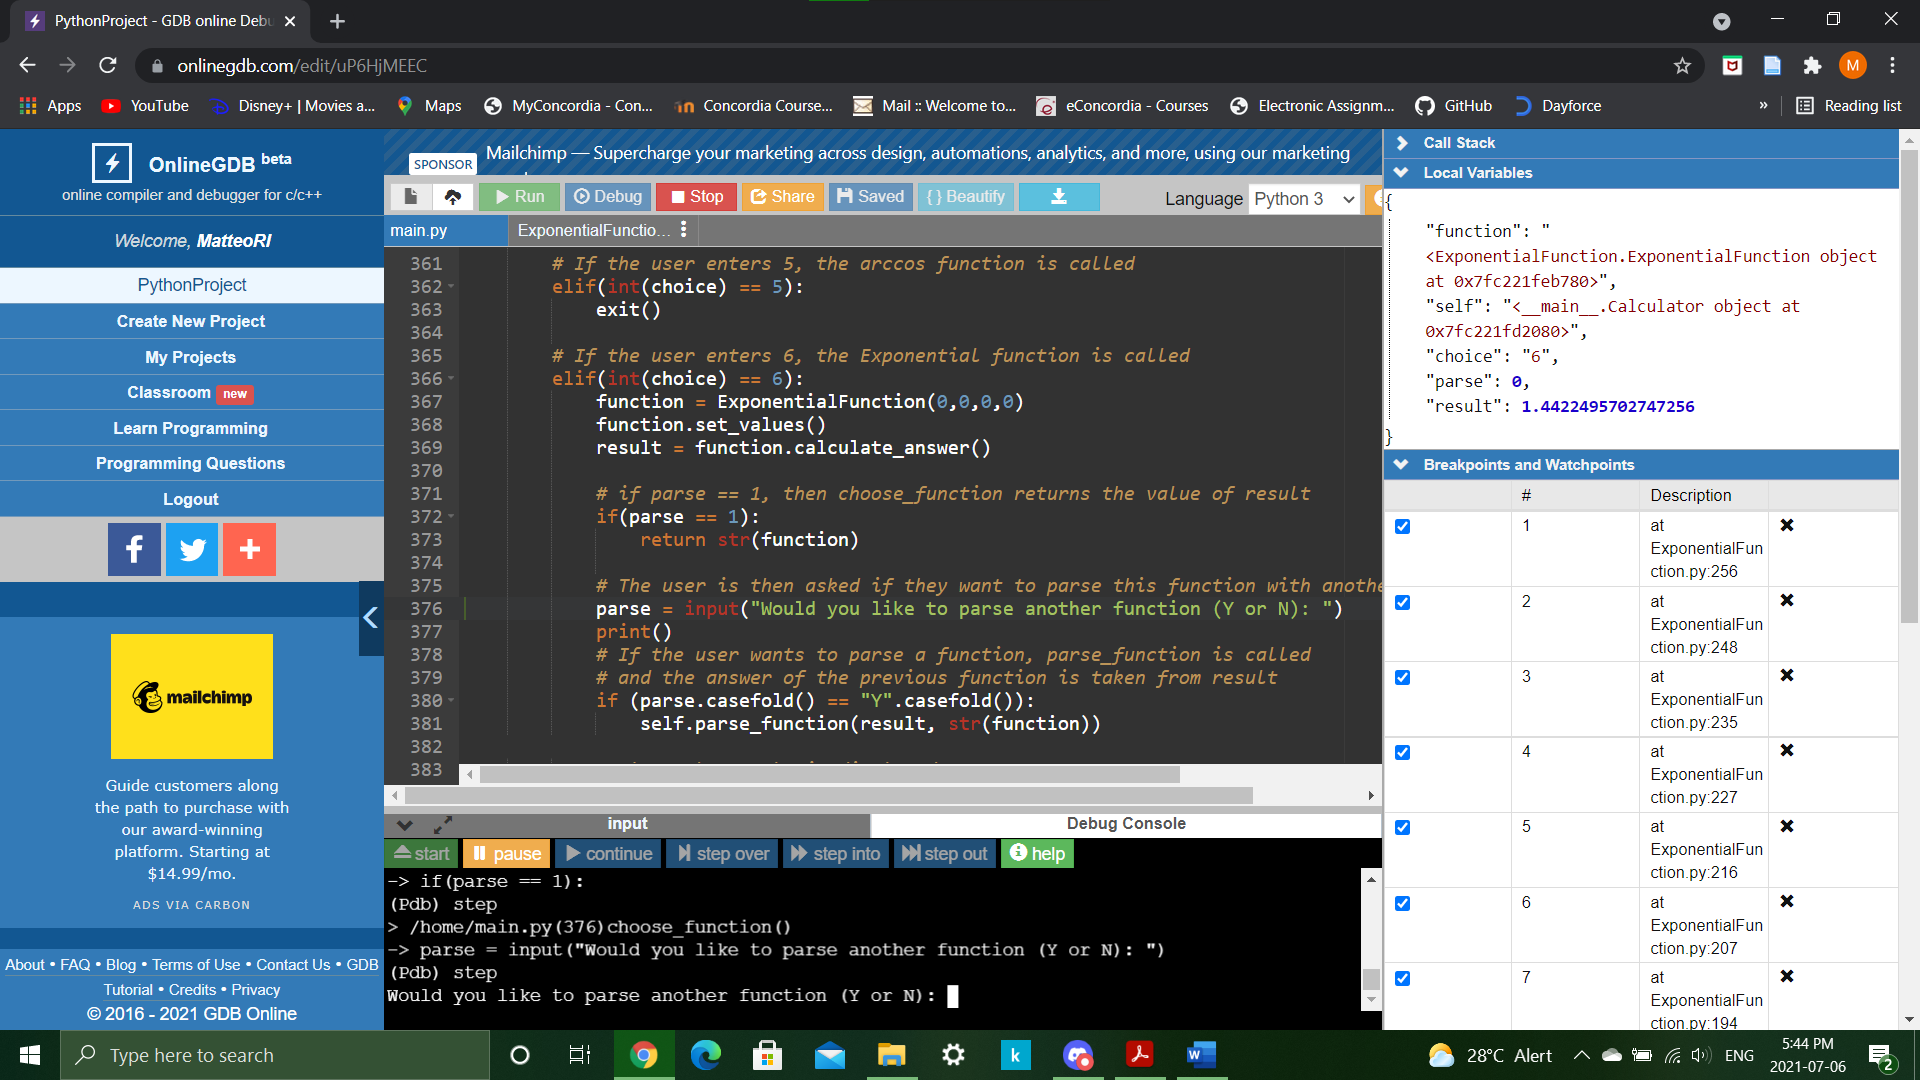 PythonProject - GDB online Debu
onlinegdb.com/edit/uP6HjMEEC
M
Apps
YouTube
Disney+ | Movies a...
Maps
MyConcordia - Con...
Concordia Course...
Mail :: Welcome to...
eConcordia - Courses
Electronic Assignm...
GitHub
Dayforce
»
Reading list
OnlineGDB beta
online compiler and debugger for c/c++
Welcome, MatteoRI
PythonProject
Create New Project
My Projects
Classroom new
Learn Programming
Programming Questions
Logout
mailchimp
Guide customers along
the path to purchase with
our award-winning
platform. Starting at
$14.99/mo.
ADS VIA CARBON
About • FAQ • Blog • Terms of Use • Contact Us • GDB
Tutorial • Credits • Privacy
© 2016 - 2021 GDB Online
SPONSOR
Mailchimp — Supercharge your marketing across design, automations, analytics, and more, using our marketing
Run
Debug
Stop
Share
Saved
{ } Beautify
Language
Python 3
main.py
ExponentialFunctio...
361 # If the user enters 5, the arccos function is called
362 elif(int(choice) == 5):
363 exit()
364
365 # If the user enters 6, the Exponential function is called
366 elif(int(choice) == 6):
367 function = ExponentialFunction(0,0,0,0)
368 function.set_values()
369 result = function.calculate_answer()
370
371 # if parse == 1, then choose_function returns the value of result
372 if(parse == 1):
373 return str(function)
374
375 # The user is then asked if they want to parse this function with anothe
376 parse = input("Would you like to parse another function (Y or N): ")
377 print()
378 # If the user wants to parse a function, parse_function is called
379 # and the answer of the previous function is taken from result
380 if (parse.casefold() == "Y".casefold()):
381 self.parse_function(result, str(function))
382
383
input
Debug Console
start
pause
continue
step over
step into
step out
help
-> if(parse == 1):
(Pdb) step
> /home/main.py(376)choose_function()
-> parse = input("Would you like to parse another function (Y or N): ")
(Pdb) step
Would you like to parse another function (Y or N):
Call Stack
Local Variables
{
"function": "
<ExponentialFunction.ExponentialFunction object
at 0x7fc221feb780>",
"self": "<__main__.Calculator object at
0x7fc221fd2080>",
"choice": "6",
"parse": 0,
"result": 1.4422495702747256
}
Breakpoints and Watchpoints
# Description
1 at
ExponentialFun
ction.py:256
2 at
ExponentialFun
ction.py:248
3 at
ExponentialFun
ction.py:235
4 at
ExponentialFun
ction.py:227
5 at
ExponentialFun
ction.py:216
6 at
ExponentialFun
ction.py:207
7 at
ExponentialFun
ction.py:194
Type here to search
28°C Alert
ENG
5:44 PM
2021-07-06
2